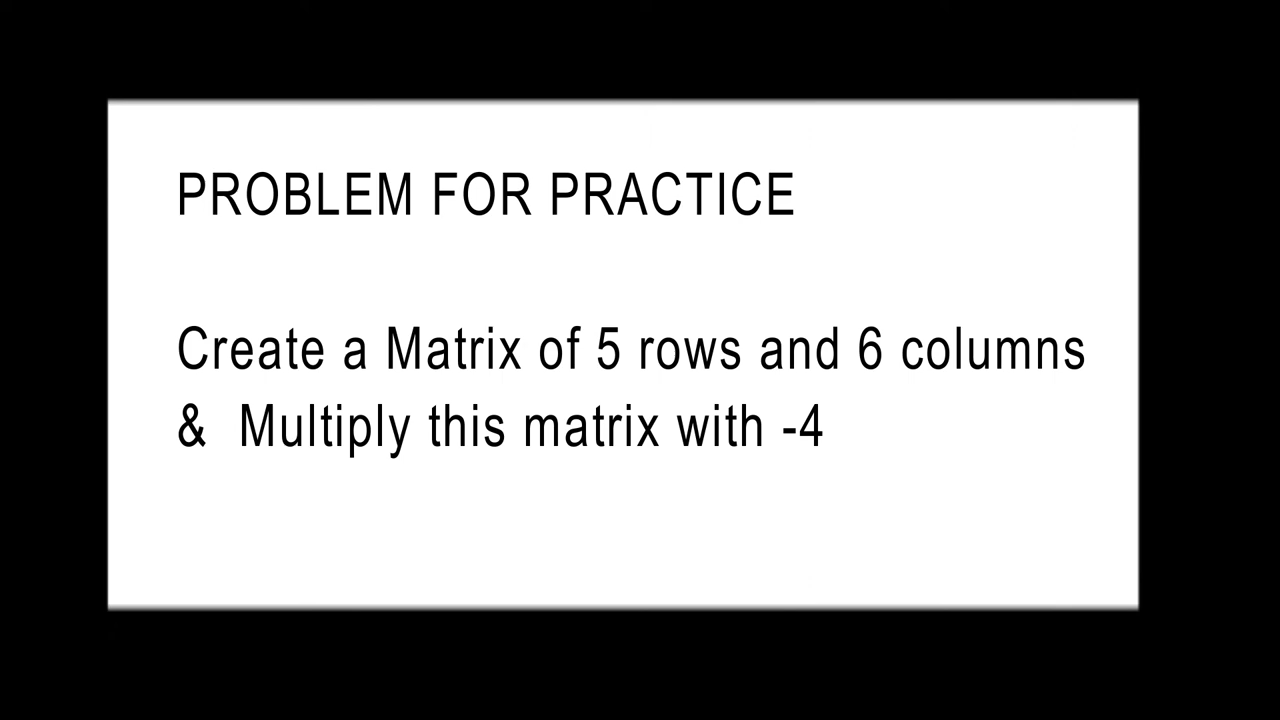 PROBLEM FOR PRACTICE
Create a Matrix of 5 rows and 6 columns
& Multiply this matrix with -4